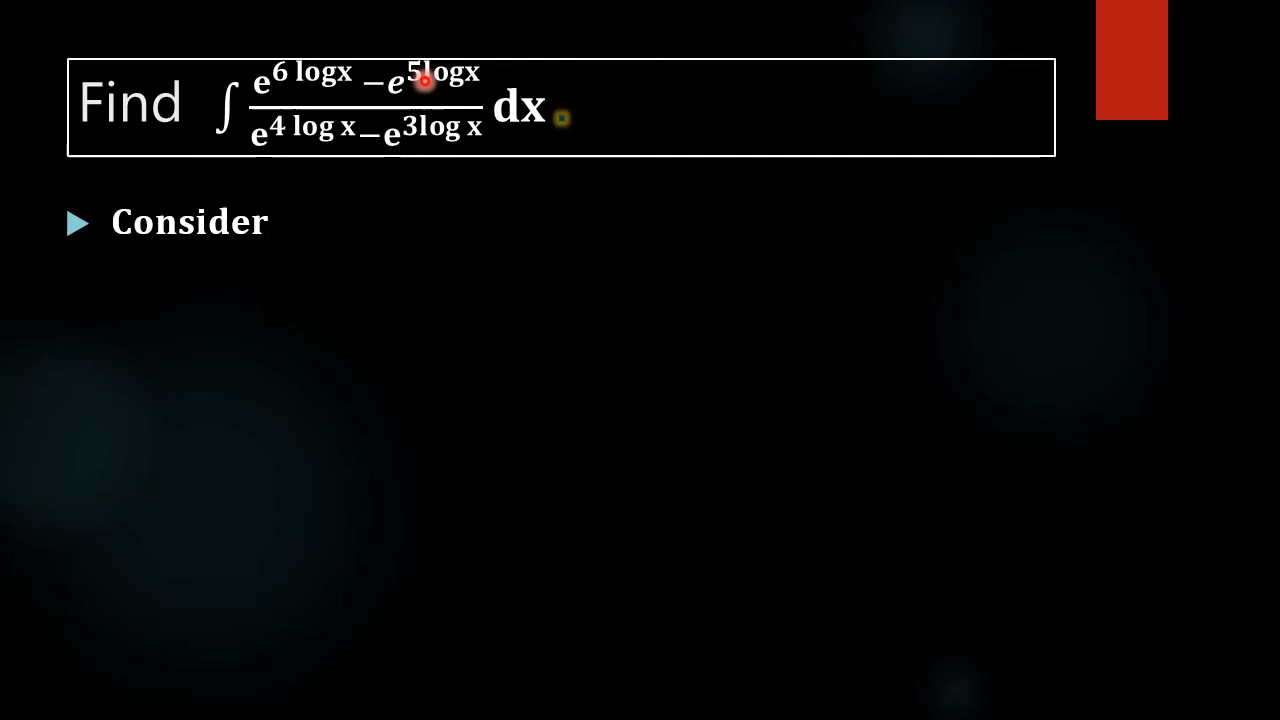 Find ∫ (e^{6 logx} − e^{5logx}) / (e^{4 log x} − e^{3log x}) dx
Consider